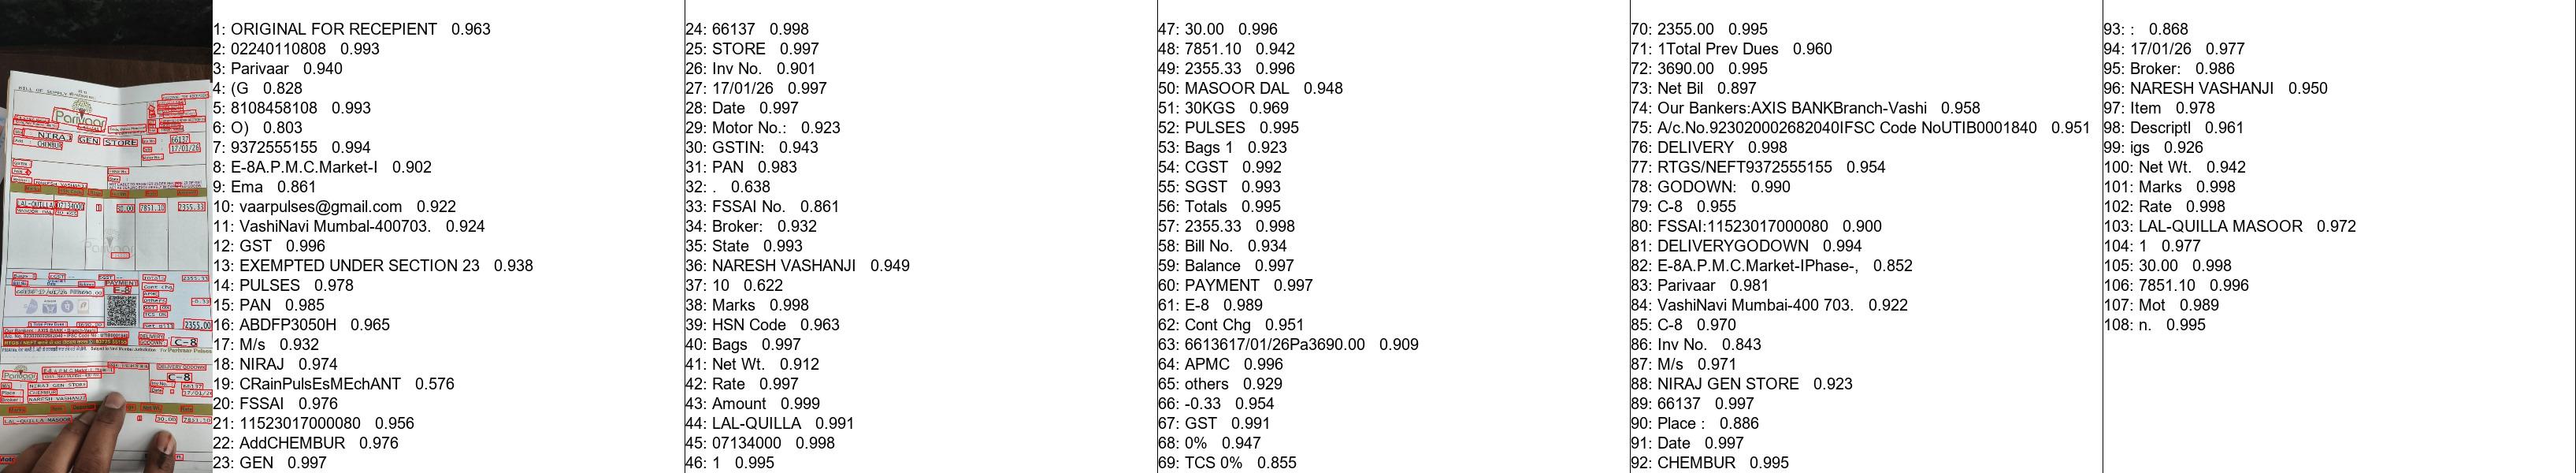 1: ORIGINAL FOR RECEPIENT 0.963
2: 02240110808 0.993
3: Parivaar 0.940
4: (G 0.828
5: 8108458108 0.993
6: O) 0.803
7: 9372555155 0.994
8: E-8A.P.M.C.Market-I 0.902
9: Ema 0.861
10: vaarpulses@gmail.com 0.922
11: VashiNavi Mumbal-400703. 0.924
12: GST 0.996
13: EXEMPTED UNDER SECTION 23 0.938
14: PULSES 0.978
15: PAN 0.985
16: ABDFP3050H 0.965
17: M/s 0.932
18: NIRAJ 0.974
19: CRainPulsEsMEchANT 0.576
20: FSSAI 0.976
21: 11523017000080 0.956
22: AddCHEMBUR 0.976
23: GEN 0.997
24: 66137 0.998
25: STORE 0.997
26: Inv No. 0.901
27: 17/01/26 0.997
28: Date 0.997
29: Motor No.: 0.923
30: GSTIN: 0.943
31: PAN 0.983
32: . 0.638
33: FSSAI No. 0.861
34: Broker: 0.932
35: State 0.993
36: NARESH VASHANJI 0.949
37: 10 0.622
38: Marks 0.998
39: HSN Code 0.963
40: Bags 0.997
41: Net Wt. 0.912
42: Rate 0.997
43: Amount 0.999
44: LAL-QUILLA 0.991
45: 07134000 0.998
46: 1 0.995
47: 30.00 0.996
48: 7851.10 0.942
49: 2355.33 0.996
50: MASOOR DAL 0.948
51: 30KGS 0.969
52: PULSES 0.995
53: Bags 1 0.923
54: CGST 0.992
55: SGST 0.993
56: Totals 0.995
57: 2355.33 0.998
58: Bill No. 0.934
59: Balance 0.997
60: PAYMENT 0.997
61: E-8 0.989
62: Cont Chg 0.951
63: 6613617/01/26Pa3690.00 0.909
64: APMC 0.996
65: others 0.929
66: -0.33 0.954
67: GST 0.991
68: 0% 0.947
69: TCS 0% 0.855
70: 2355.00 0.995
71: 1Total Prev Dues 0.960
72: 3690.00 0.995
73: Net Bil 0.897
74: Our Bankers:AXIS BANKBranch-Vashi 0.958
75: A/c.No.923020002682040IFSC Code NoUTIB0001840 0.951
76: DELIVERY 0.998
77: RTGS/NEFT9372555155 0.954
78: GODOWN: 0.990
79: C-8 0.955
80: FSSAI:11523017000080 0.900
81: DELIVERYGODOWN 0.994
82: E-8A.P.M.C.Market-IPhase-, 0.852
83: Parivaar 0.981
84: VashiNavi Mumbai-400 703. 0.922
85: C-8 0.970
86: Inv No. 0.843
87: M/s 0.971
88: NIRAJ GEN STORE 0.923
89: 66137 0.997
90: Place : 0.886
91: Date 0.997
92: CHEMBUR 0.995
93: : 0.868
94: 17/01/26 0.977
95: Broker: 0.986
96: NARESH VASHANJI 0.950
97: Item 0.978
98: Descriptl 0.961
99: igs 0.926
100: Net Wt. 0.942
101: Marks 0.998
102: Rate 0.998
103: LAL-QUILLA MASOOR 0.972
104: 1 0.977
105: 30.00 0.998
106: 7851.10 0.996
107: Mot 0.989
108: n. 0.995